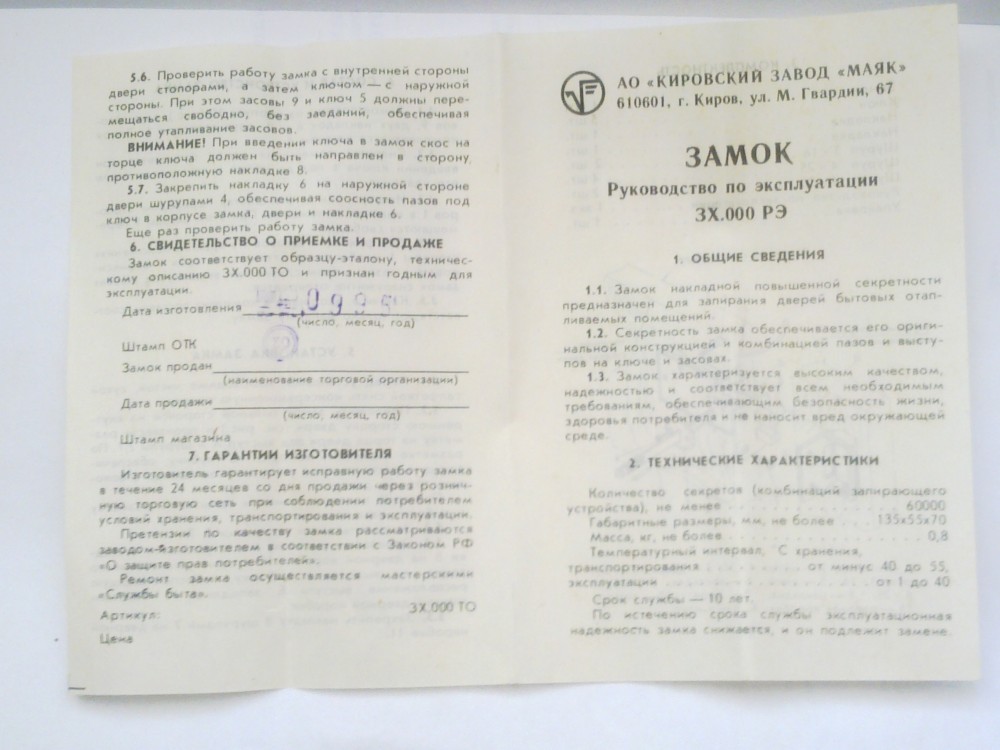 5.6. Проверить работу замка с внутренней стороны
двери стопорами, а затем ключом — с наружной
стороны. При этом засовы 9 и ключ 5 должны пере-
мещаться свободно, без заеданий, обеспечивая
полное утапливание засовов.
ВНИМАНИЕ! При введении ключа в замок скос на
торце ключа должен быть направлен в сторону,
противоположную накладке 8.
5.7. Закрепить накладку 6 на наружной стороне
двери шурупами 4, обеспечивая соосность пазов под
ключ в корпусе замка, двери и накладке 6.
Еще раз проверить работу замка.
6. СВИДЕТЕЛЬСТВО О ПРИЕМКЕ И ПРОДАЖЕ
Замок соответствует образцу-эталону, техничес-
кому описанию ЗХ.000 ТО и признан годным для
эксплуатации.
Дата изготовления 0995
(число, месяц, год)
Штамп ОТК
Замок продан
(наименование торговой организации)
Дата продажи
(число, месяц, год)
Штамп магазина
7. ГАРАНТИИ ИЗГОТОВИТЕЛЯ
Изготовитель гарантирует исправную работу замка
в течение 24 месяцев со дня продажи через рознич-
ную торговую сеть при соблюдении потребителем
условий хранения, транспортирования и эксплуатации.
Претензии по качеству замка рассматриваются
заводом-изготовителем в соответствии с Законом РФ
«О защите прав потребителей».
Ремонт замка осуществляется мастерскими
«Службы быта».
Артикул: ЗХ.000 ТО
Цена
АО «КИРОВСКИЙ ЗАВОД «МАЯК»
610601, г. Киров, ул. М. Гвардии, 67
ЗАМОК
Руководство по эксплуатации
ЗХ.000 РЭ
1. ОБЩИЕ СВЕДЕНИЯ
1.1. Замок накладной повышенной секретности
предназначен для запирания дверей бытовых отап-
ливаемых помещений.
1.2. Секретность замка обеспечивается его ориги-
нальной конструкцией и комбинацией пазов и высту-
пов на ключе и засовах.
1.3. Замок характеризуется высоким качеством,
надежностью и соответствует всем необходимым
требованиям, обеспечивающим безопасность жизни,
здоровья потребителя и не наносит вред окружающей
среде.
2. ТЕХНИЧЕСКИЕ ХАРАКТЕРИСТИКИ
Количество секретов (комбинаций запирающего
устройства), не менее . . . . . . . . . . . . . 60000
Габаритные размеры, мм, не более . . . . 135х55х70
Масса, кг, не более . . . . . . . . . . . . . . . 0,8
Температурный интервал, °С хранения,
транспортирования . . . . . . . . от минус 40 до 55,
эксплуатации . . . . . . . . . . . . . . от 1 до 40
Срок службы — 10 лет.
По истечению срока службы эксплуатационная
надежность замка снижается, и он подлежит замене.